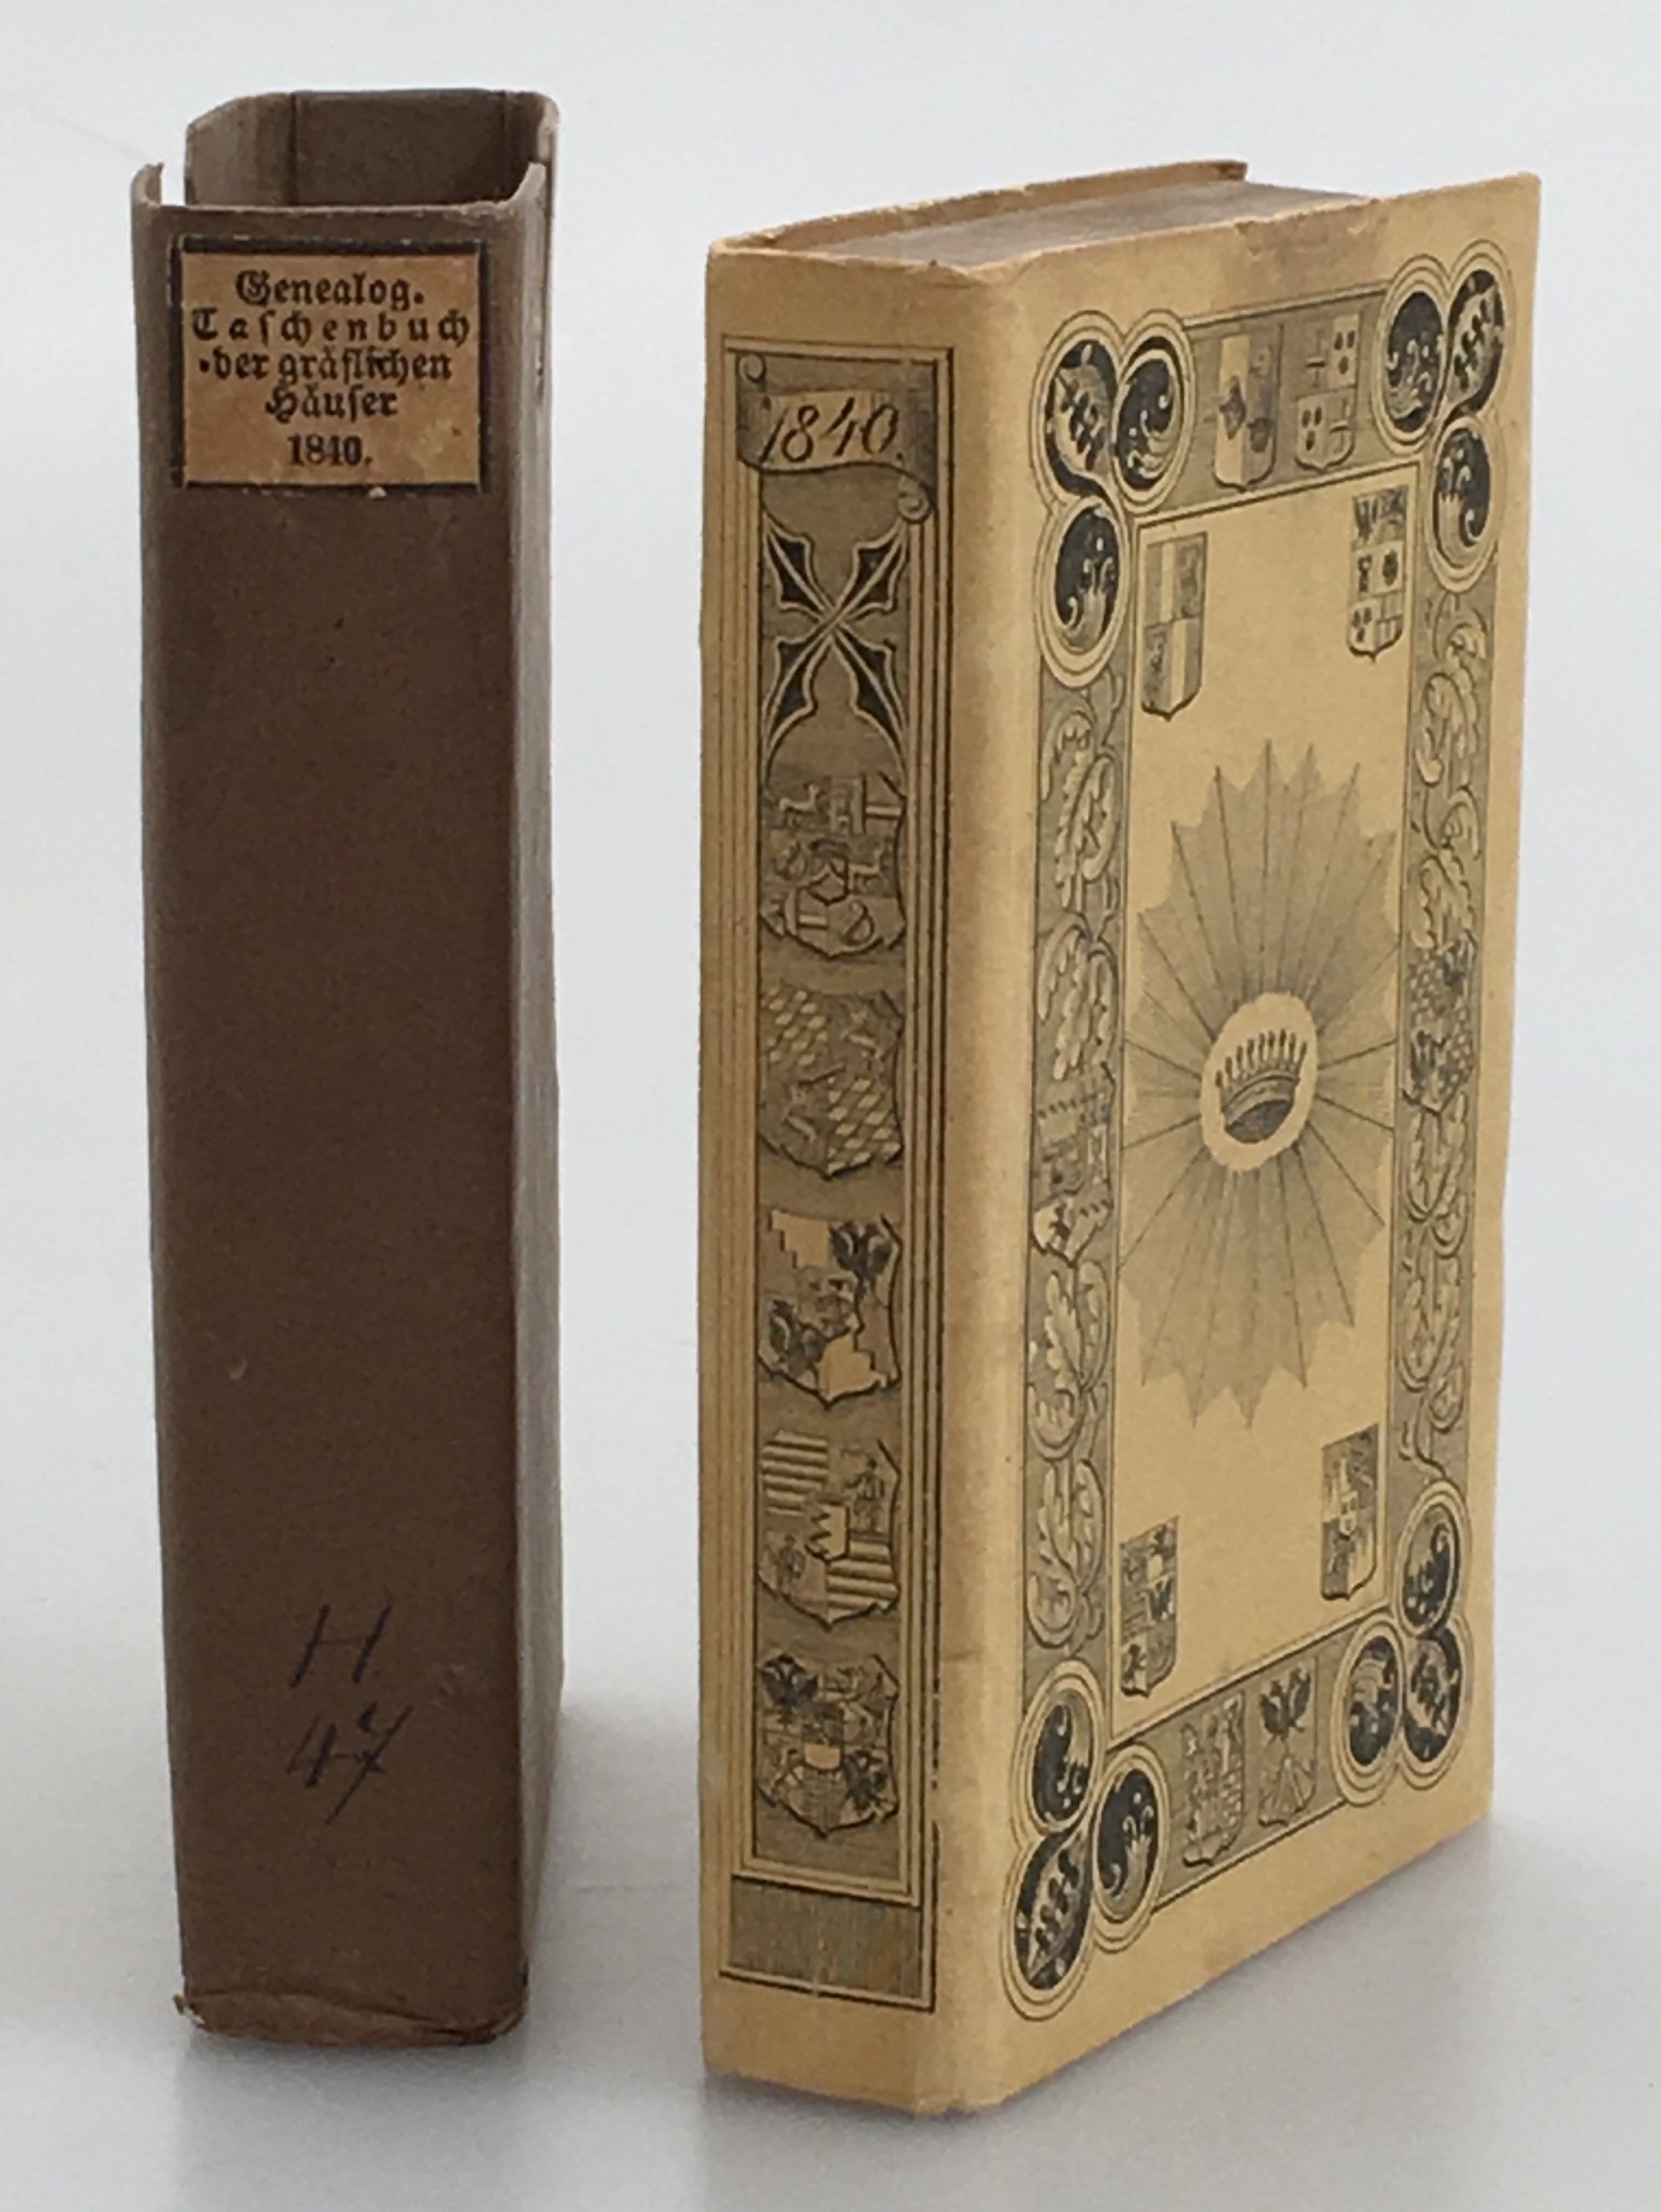 Genealog.
Taschenbuch
der gräflichen
Häuser
1840.
H
47
1840.